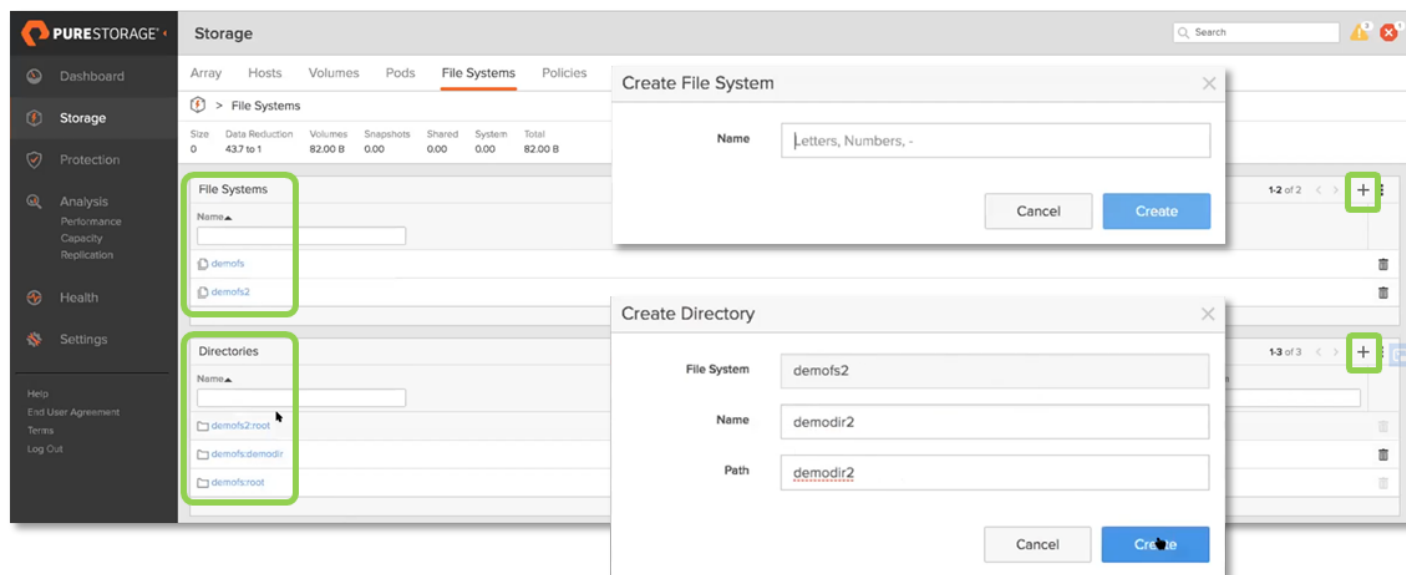 PURESTORAGE®
Storage
Search
3
1
Dashboard
Storage
Protection
Analysis
Performance
Capacity
Replication
Health
Settings
Help
End User Agreement
Terms
Log Out
Array Hosts Volumes Pods File Systems Policies
> File Systems
Size Data Reduction Volumes Snapshots Shared System Total
0 43.7 to 1 82.00 B 0.00 0.00 0.00 82.00 B
File Systems
1-2 of 2 < > +
Name
demofs
demofs2
Directories
1-3 of 3 < > +
Name
demofs2:root
demofs:demodir
demofs:root
Create File System
Name Letters, Numbers, -
Cancel Create
Create Directory
File System demofs2
Name demodir2
Path demodir2
Cancel Create